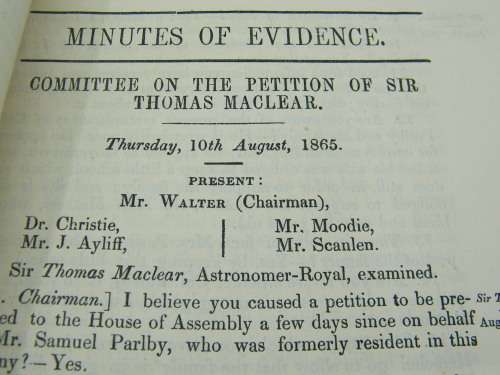 MINUTES OF EVIDENCE.
COMMITTEE ON THE PETITION OF SIR
THOMAS MACLEAR.
Thursday, 10th August, 1865.
PRESENT:
Mr. WALTER (Chairman),
Dr. Christie,
Mr. J. Ayliff,
Mr. Moodie,
Mr. Scanlen.
Sir Thomas Maclear, Astronomer-Royal, examined.
Chairman.] I believe you caused a petition to be pre-
ed to the House of Assembly a few days since on behalf
Mr. Samuel Parlby, who was formerly resident in this
ny?—Yes.
Sir T
Aug